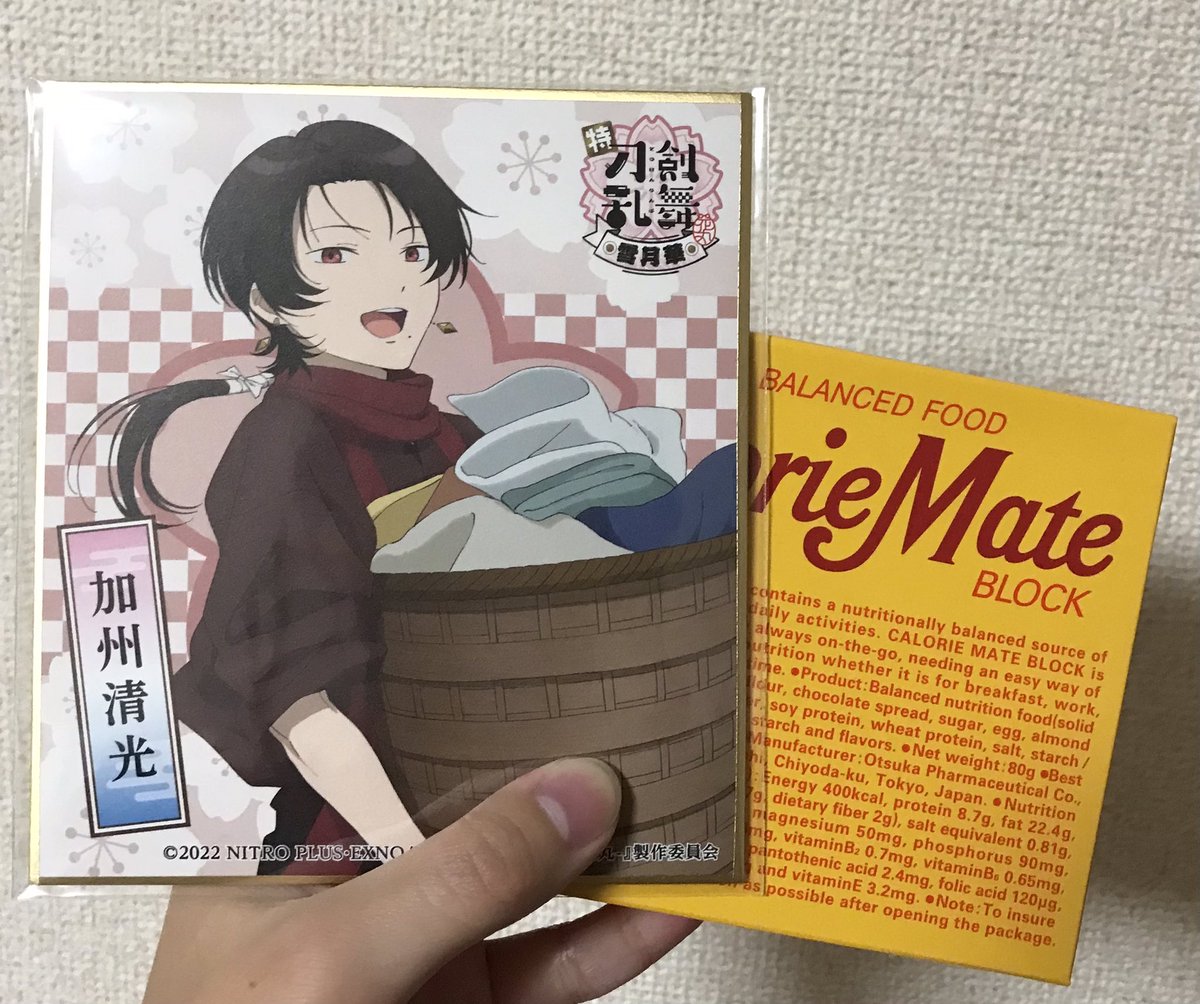 特
刀剣
乱舞
雪月華
加州清光
©2022 NITRO PLUS・EXNO
丸-』製作委員会
BALANCED FOOD
orieMate
BLOCK
contains a nutritionally balanced source of
daily activities. CALORIE MATE BLOCK is
always on-the-go, needing an easy way of
nutrition whether it is for breakfast, work,
time. ●Product:Balanced nutrition food(solid
flour, chocolate spread, sugar, egg, almond
soy protein, wheat protein, salt, starch /
starch and flavors. ●Net weight:80g ●Best
Manufacturer:Otsuka Pharmaceutical Co.,
Chiyoda-ku, Tokyo, Japan. ●Nutrition
: Energy 400kcal, protein 8.7g, fat 22.4g,
dietary fiber 2g), salt equivalent 0.81g,
magnesium 50mg, phosphorus 90mg,
mg, vitaminB₂ 0.7mg, vitaminB₆ 0.65mg,
pantothenic acid 2.4mg, folic acid 120μg,
and vitaminE 3.2mg. ●Note:To insure
as possible after opening the package.